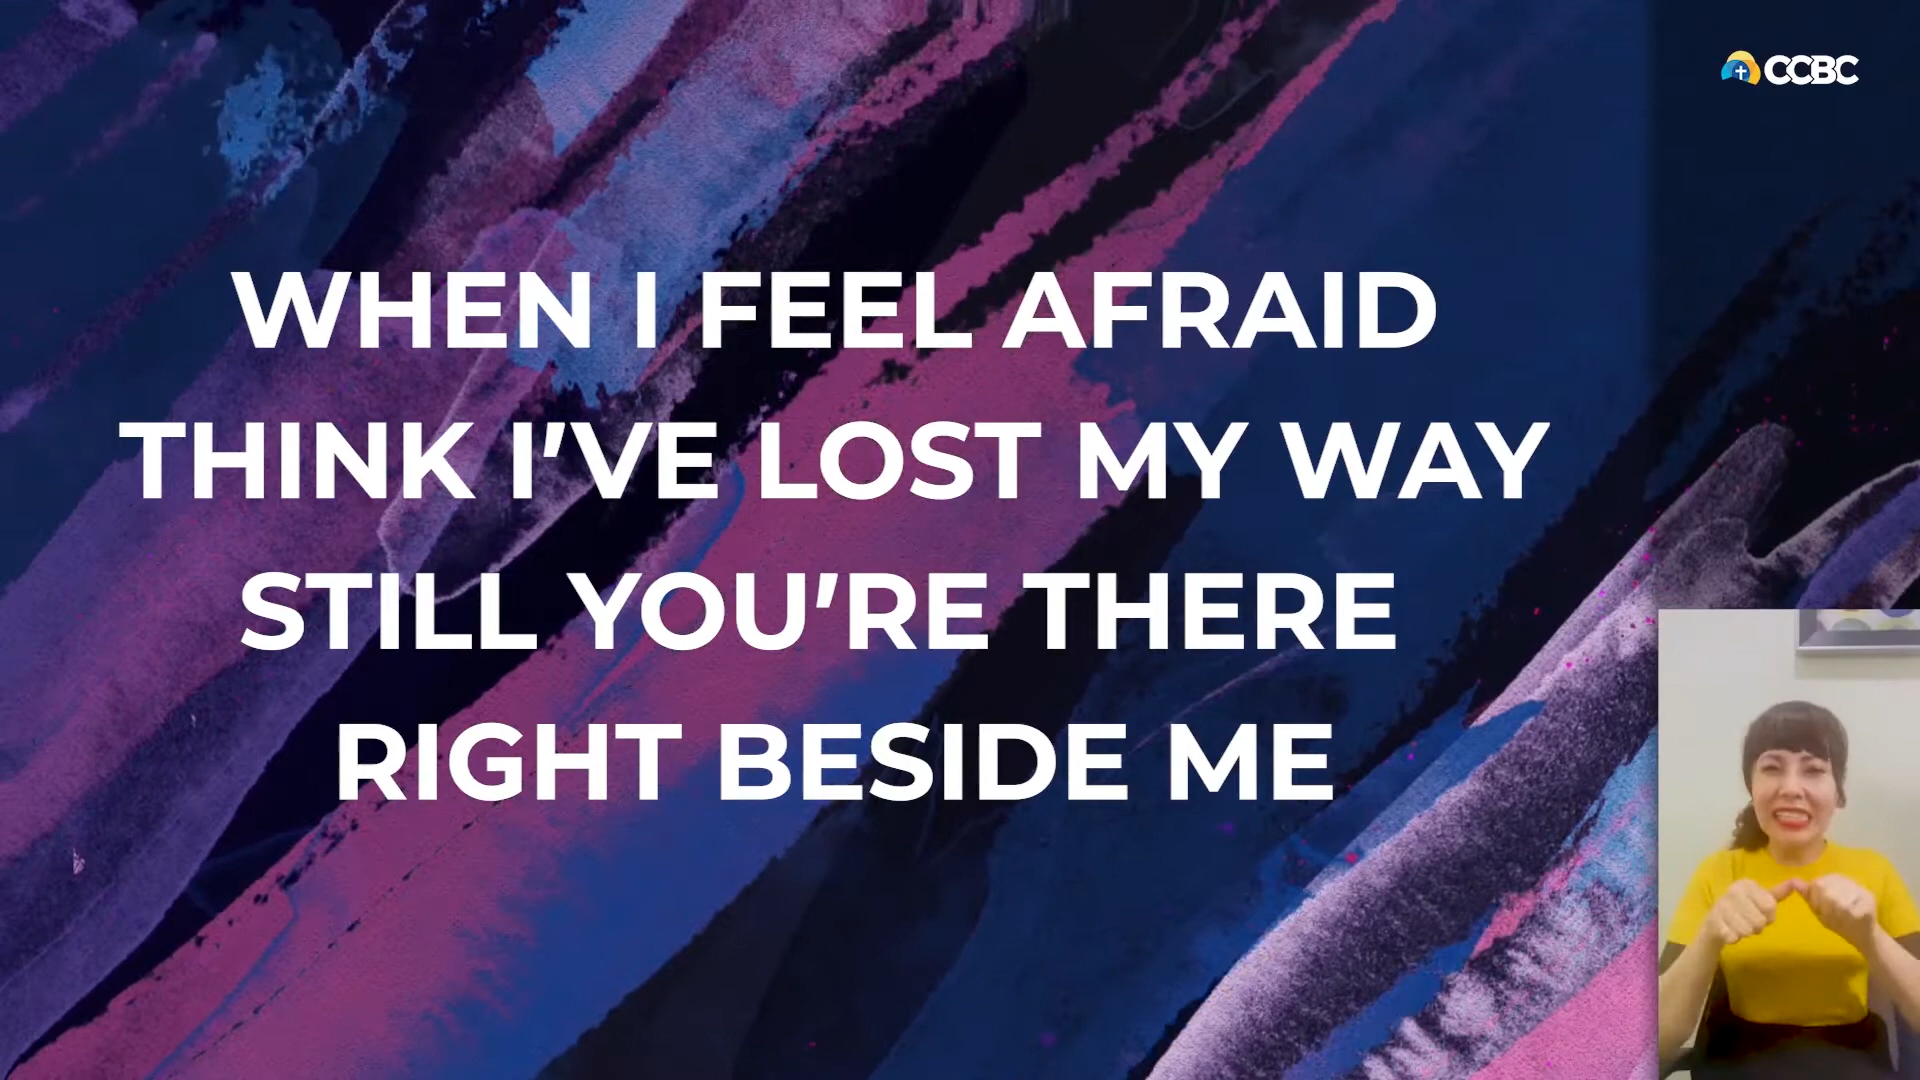 CCBC
WHEN I FEEL AFRAID
THINK I'VE LOST MY WAY
STILL YOU'RE THERE
RIGHT BESIDE ME